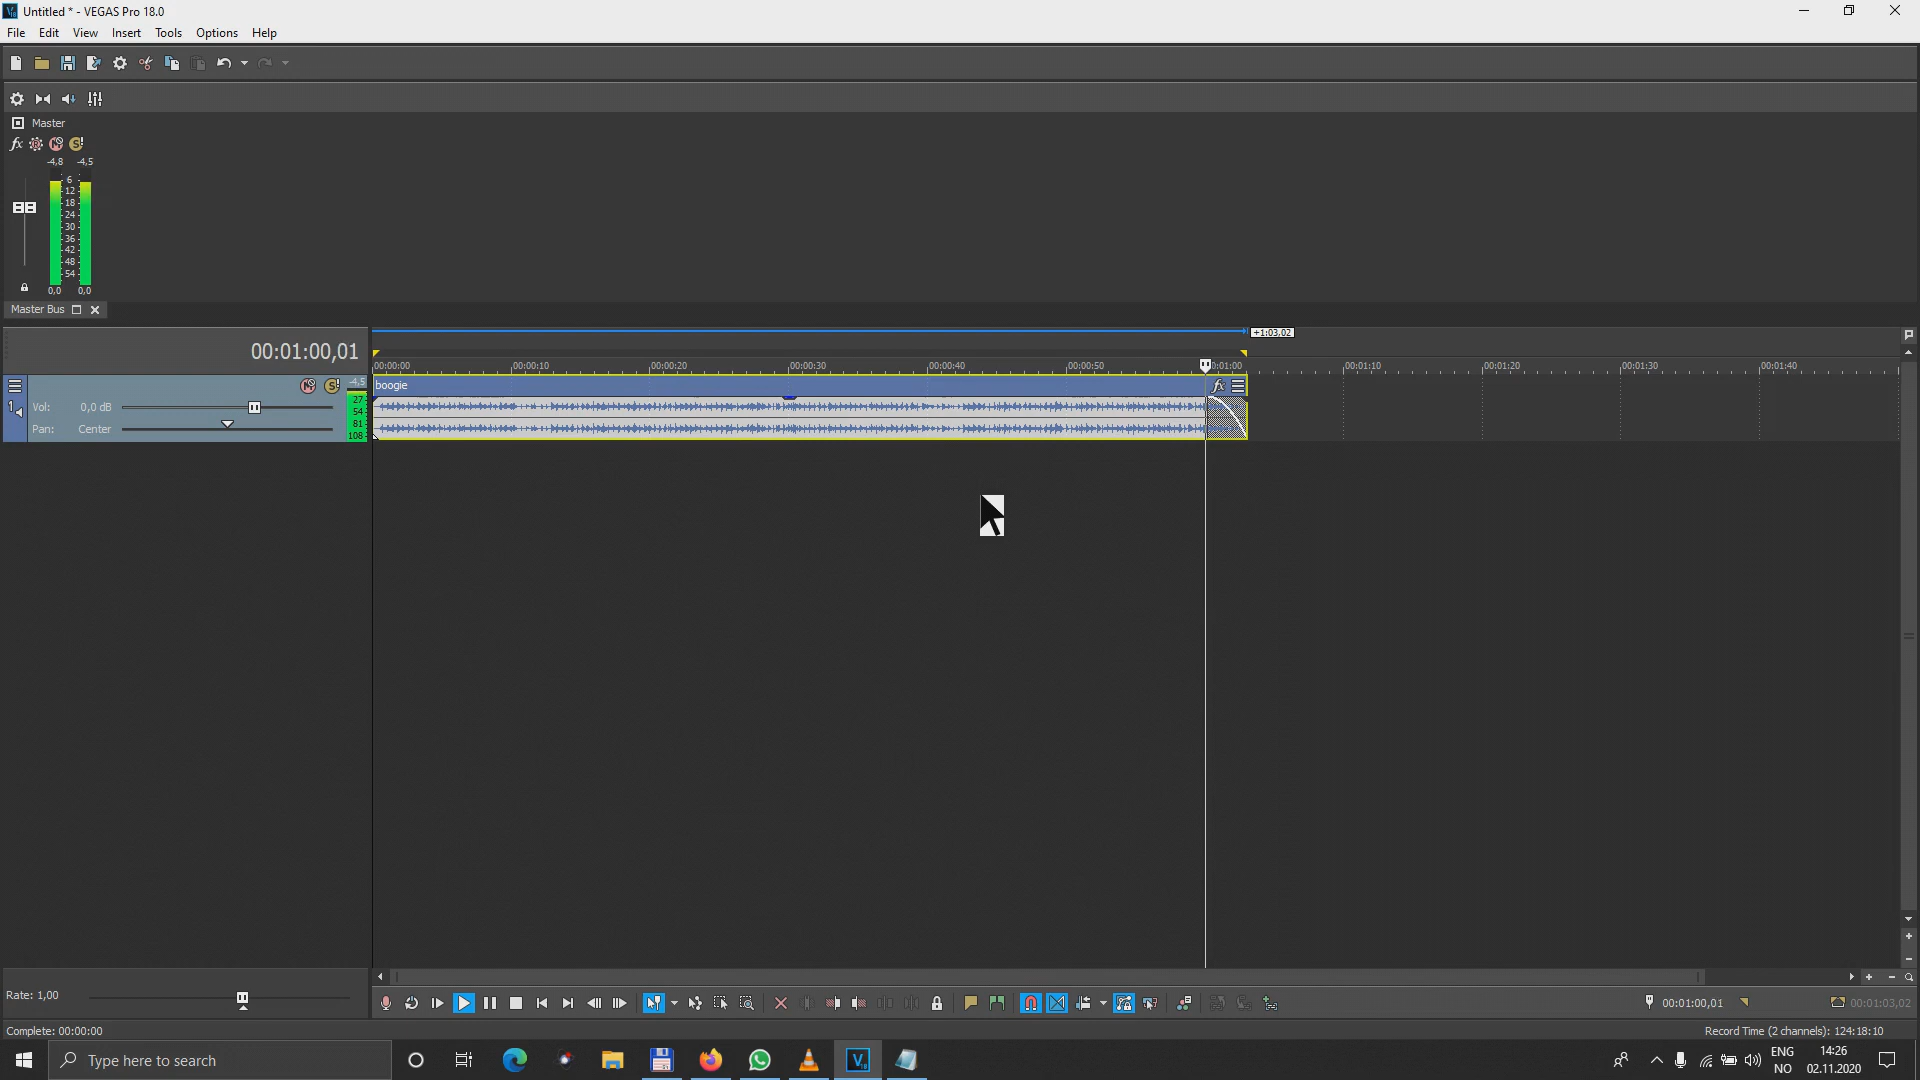 Untitled * - VEGAS Pro 18.0
File Edit View Insert Tools Options Help
Master
-4,8 -4,5
6
12
18
24
30
36
42
48
54
0,0 0,0
Master Bus
+1:03,02
00:01:00,01
00:00:00 00:00:10 00:00:20 00:00:30 00:00:40 00:00:50 0:01:00 00:01:10 00:01:20 00:01:30 00:01:40
boogie
fx
-4,5
1
Vol: 0,0 dB
Pan: Center
27
54
81
108
Rate: 1,00
00:01:00,01
00:01:03,02
Complete: 00:00:00
Record Time (2 channels): 124:18:10
Type here to search
ENG
NO
14:26
02.11.2020